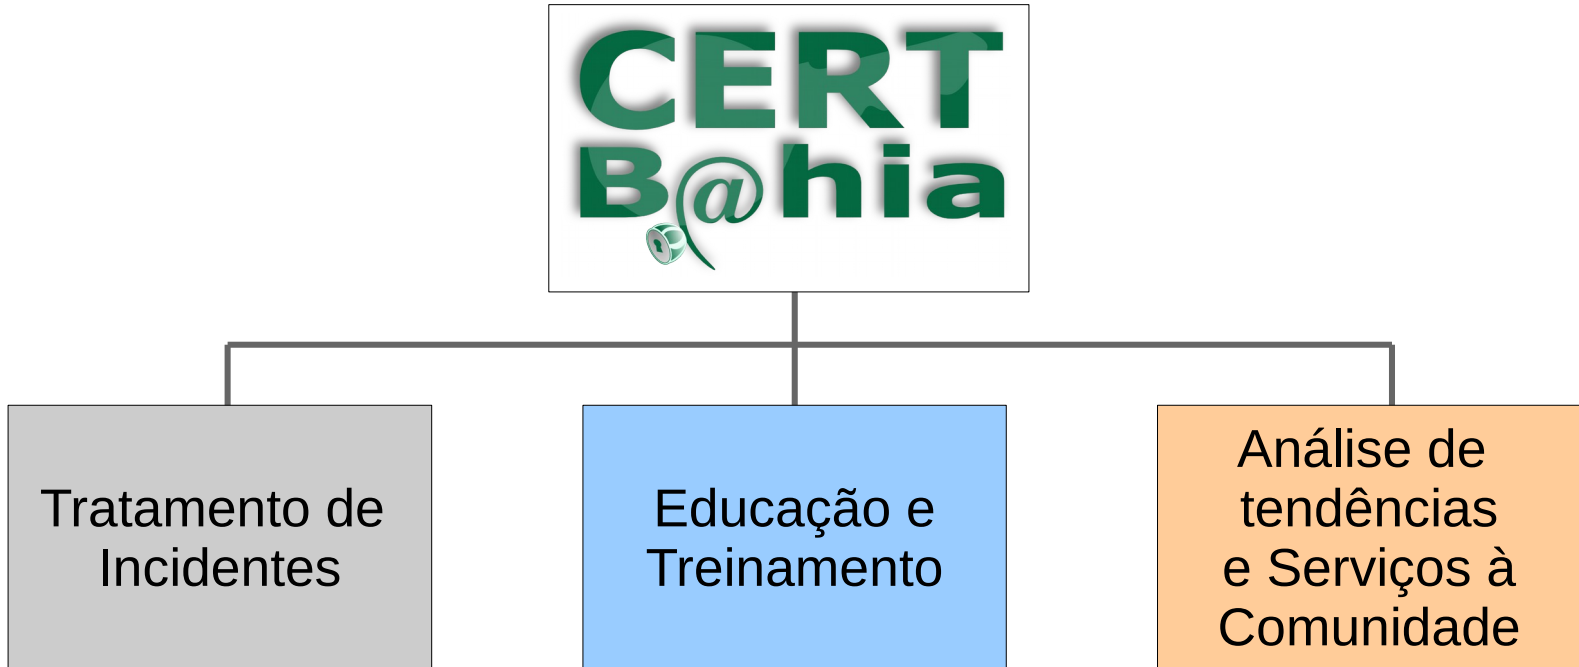 CERT
B@hia
Tratamento de
Incidentes
Educação e
Treinamento
Análise de
tendências
e Serviços à
Comunidade